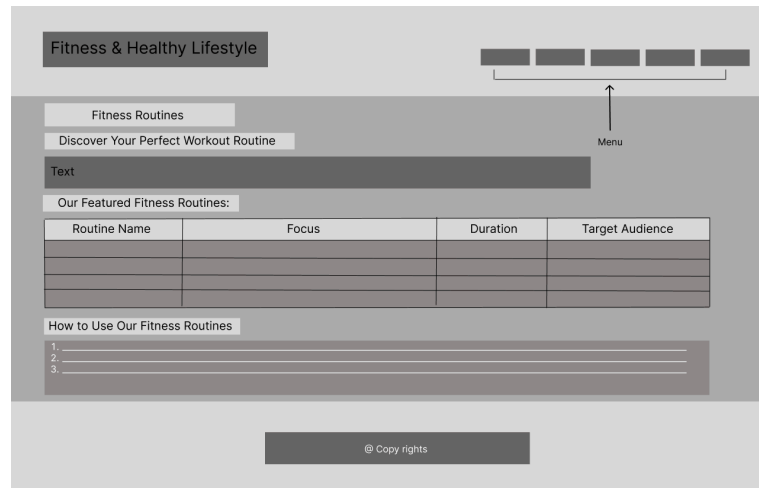 Fitness & Healthy Lifestyle
Menu
Fitness Routines
Discover Your Perfect Workout Routine
Text
Our Featured Fitness Routines:
Routine Name Focus Duration Target Audience
How to Use Our Fitness Routines
1.
2.
3.
@ Copy rights